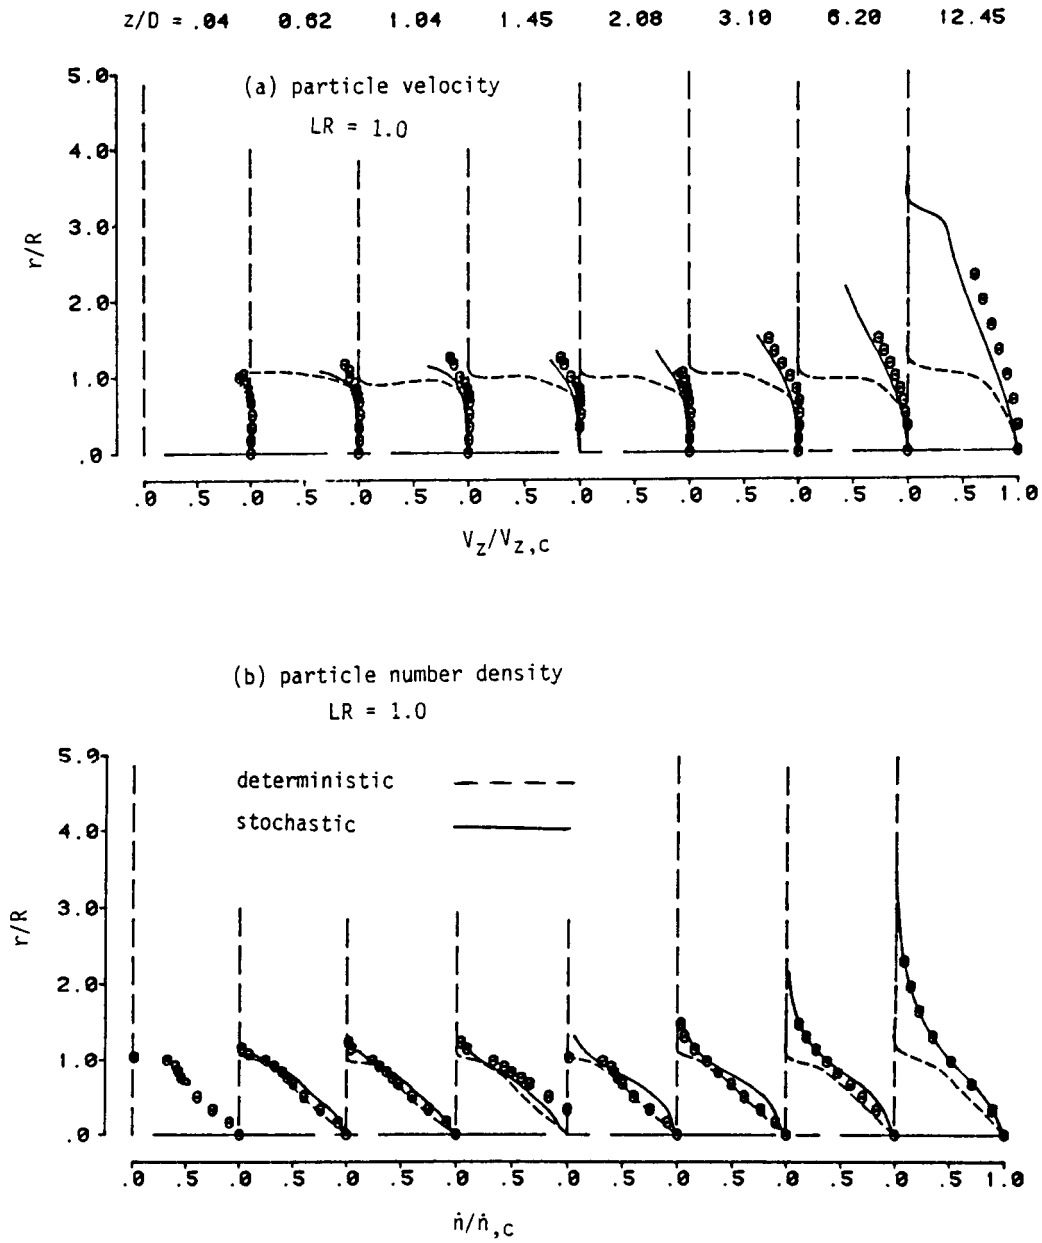 z/D = .04 0.62 1.04 1.45 2.08 3.10 6.20 12.45
(a) particle velocity
LR = 1.0
5.0
4.0
3.0
2.0
1.0
.0
r/R
.0 .5 .0 .5 .0 .5 .0 .5 .0 .5 .0 .5 .0 .5 .0 .5 1.0
Vz/Vz,c
(b) particle number density
LR = 1.0
deterministic
stochastic
5.0
4.0
3.0
2.0
1.0
.0
r/R
.0 .5 .0 .5 .0 .5 .0 .5 .0 .5 .0 .5 .0 .5 .0 .5 1.0
ṅ/ṅ,c